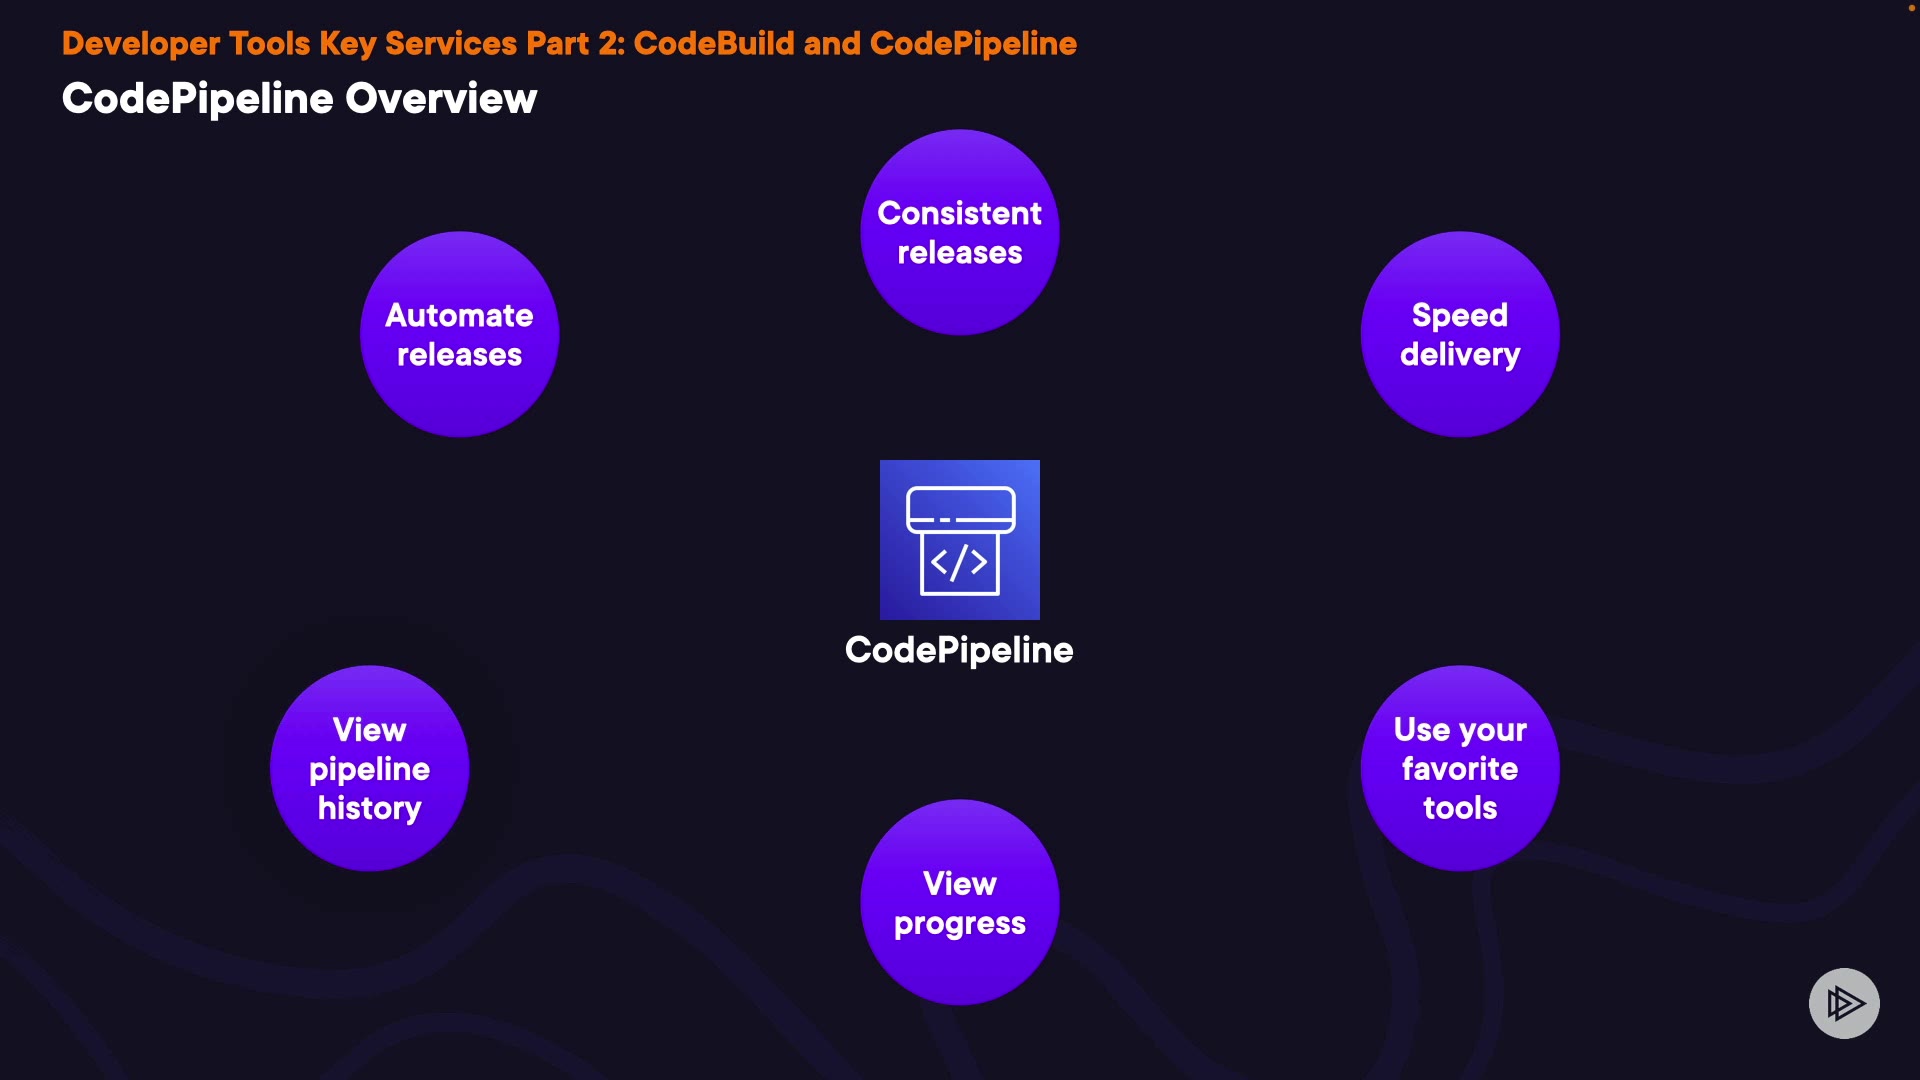 Developer Tools Key Services Part 2: CodeBuild and CodePipeline
CodePipeline Overview
Consistent
releases
Automate
releases
Speed
delivery
</>
CodePipeline
View
pipeline
history
Use your
favorite
tools
View
progress